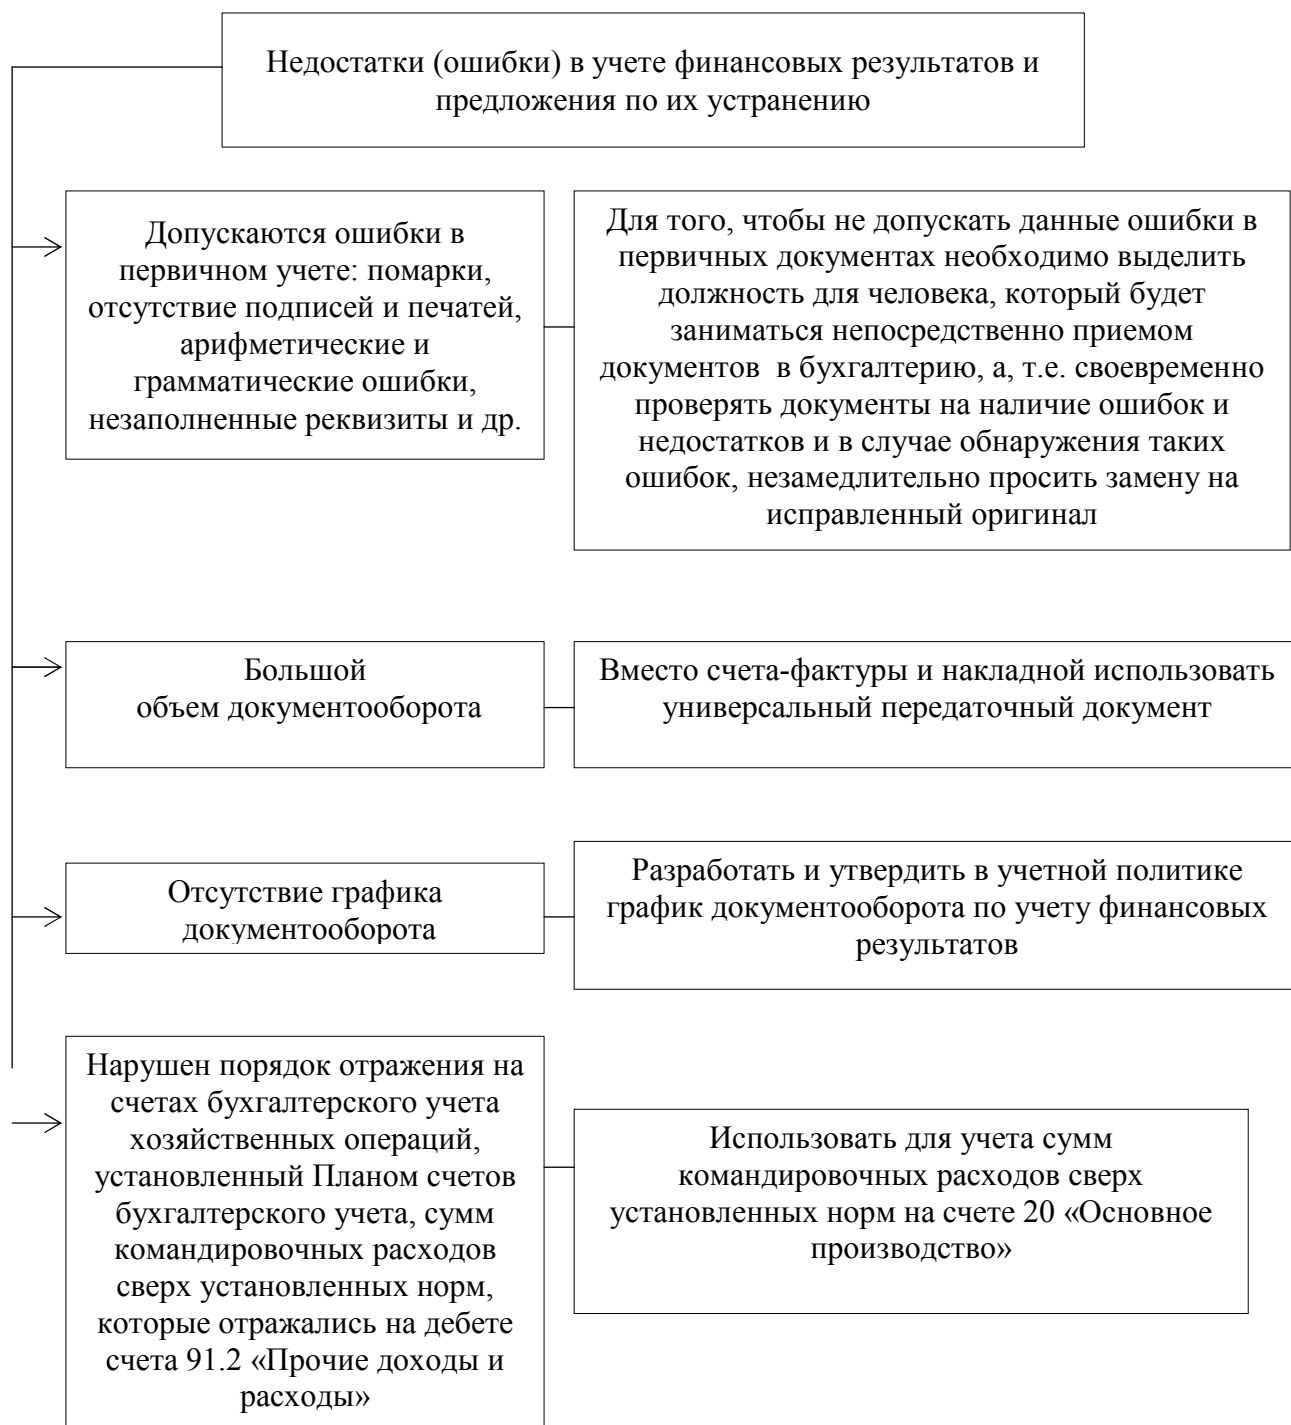 Недостатки (ошибки) в учете финансовых результатов и
предложения по их устранению
Допускаются ошибки в
первичном учете: помарки,
отсутствие подписей и печатей,
арифметические и
грамматические ошибки,
незаполненные реквизиты и др.
Для того, чтобы не допускать данные ошибки в
первичных документах необходимо выделить
должность для человека, который будет
заниматься непосредственно приемом
документов  в бухгалтерию, а, т.е. своевременно
проверять документы на наличие ошибок и
недостатков и в случае обнаружения таких
ошибок, незамедлительно просить замену на
исправленный оригинал
Большой
объем документооборота
Вместо счета-фактуры и накладной использовать
универсальный передаточный документ
Отсутствие графика
документооборота
Разработать и утвердить в учетной политике
график документооборота по учету финансовых
результатов
Нарушен порядок отражения на
счетах бухгалтерского учета
хозяйственных операций,
установленный Планом счетов
бухгалтерского учета, сумм
командировочных расходов
сверх установленных норм,
которые отражались на дебете
счета 91.2 «Прочие доходы и
расходы»
Использовать для учета сумм
командировочных расходов сверх
установленных норм на счете 20 «Основное
производство»